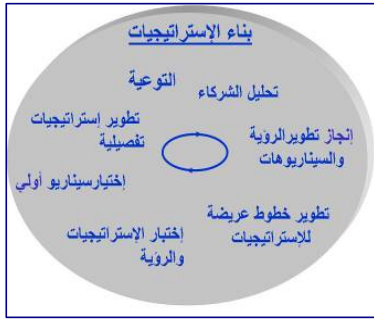 بناء الإستراتيجيات
التوعية
تحليل الشركاء
تطوير إستراتيجيات
تفصيلية
إنجاز تطويرالرؤية
والسيناريوهات
إختيارسيناريو أولي
تطوير خطوط عريضة
للإستراتيجيات
إختبار الإستراتيجيات
والرؤية